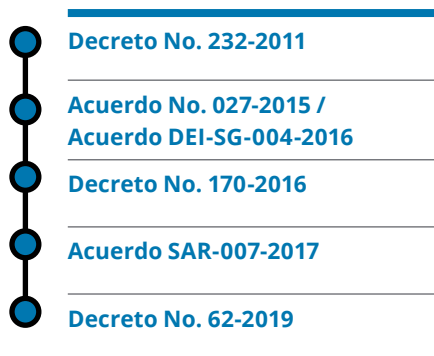 Decreto No. 232-2011
Acuerdo No. 027-2015 /
Acuerdo DEI-SG-004-2016
Decreto No. 170-2016
Acuerdo SAR-007-2017
Decreto No. 62-2019